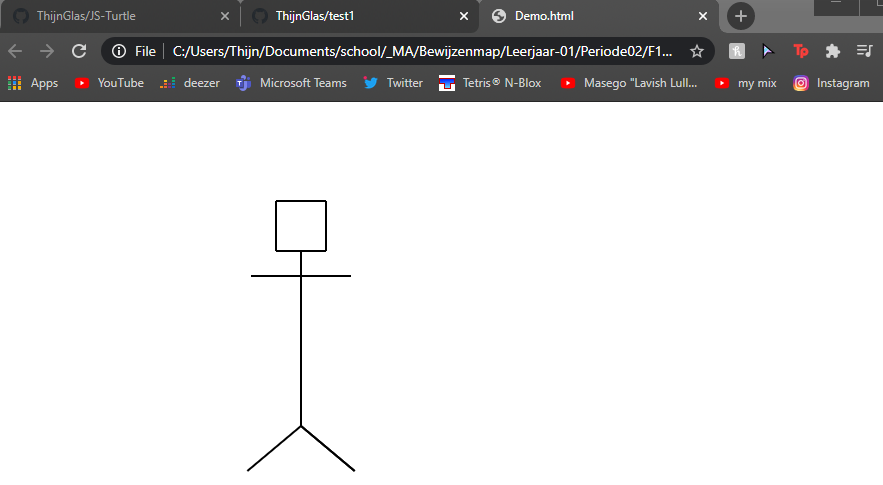 ThijnGlas/JS-Turtle ThijnGlas/test1 Demo.html
File C:/Users/Thijn/Documents/school/_MA/Bewijzenmap/Leerjaar-01/Periode02/F1... Tp
Apps YouTube deezer Microsoft Teams Twitter Tetris® N-Blox Masego "Lavish Lull... my mix Instagram